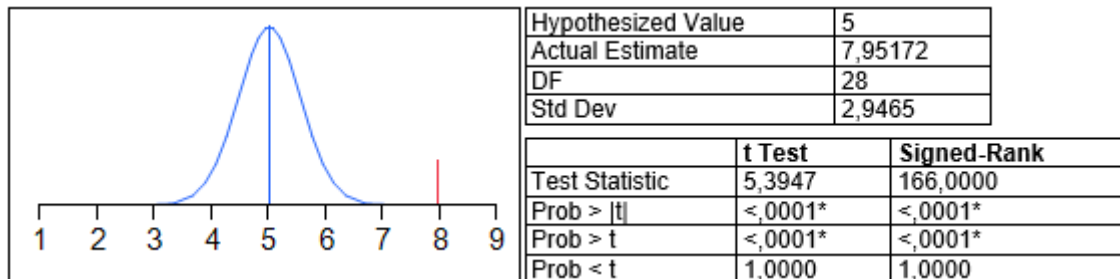 Hypothesized Value 5
Actual Estimate 7,95172
DF 28
Std Dev 2,9465
t Test Signed-Rank
Test Statistic 5,3947 166,0000
Prob > |t| <,0001* <,0001*
Prob > t <,0001* <,0001*
Prob < t 1,0000 1,0000
1 2 3 4 5 6 7 8 9